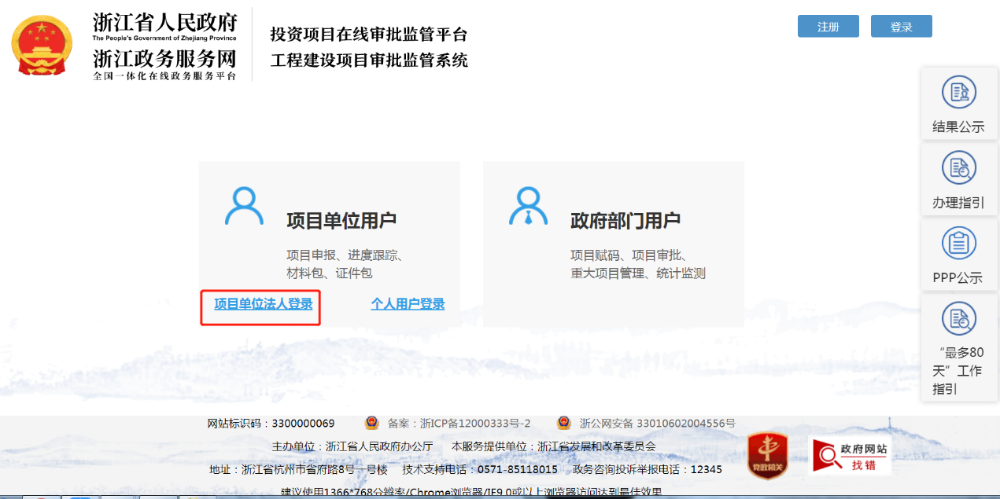 浙江省人民政府
The People's Government of Zhejiang Province
浙江政务服务网
全国一体化在线政务服务平台
投资项目在线审批监管平台
工程建设项目审批监管系统
注册
登录
项目单位用户
项目申报、进度跟踪、
材料包、证件包
项目单位法人登录
个人用户登录
政府部门用户
项目赋码、项目审批、
重大项目管理、统计监测
结果公示
办理指引
PPP公示
“最多80
天”工作
指引
网站标识码：3300000069 备案：浙ICP备12000333号-2 浙公网安备 33010602004556号
主办单位：浙江省人民政府办公厅 本服务提供单位：浙江省发展和改革委员会
地址：浙江省杭州市省府路8号一号楼 技术支持电话：0571-85118015 政务咨询投诉举报电话：12345
建议使用1366*768分辨率/Chrome浏览器/IE9.0或以上浏览器访问达到最佳效果
党政机关
政府网站
找错